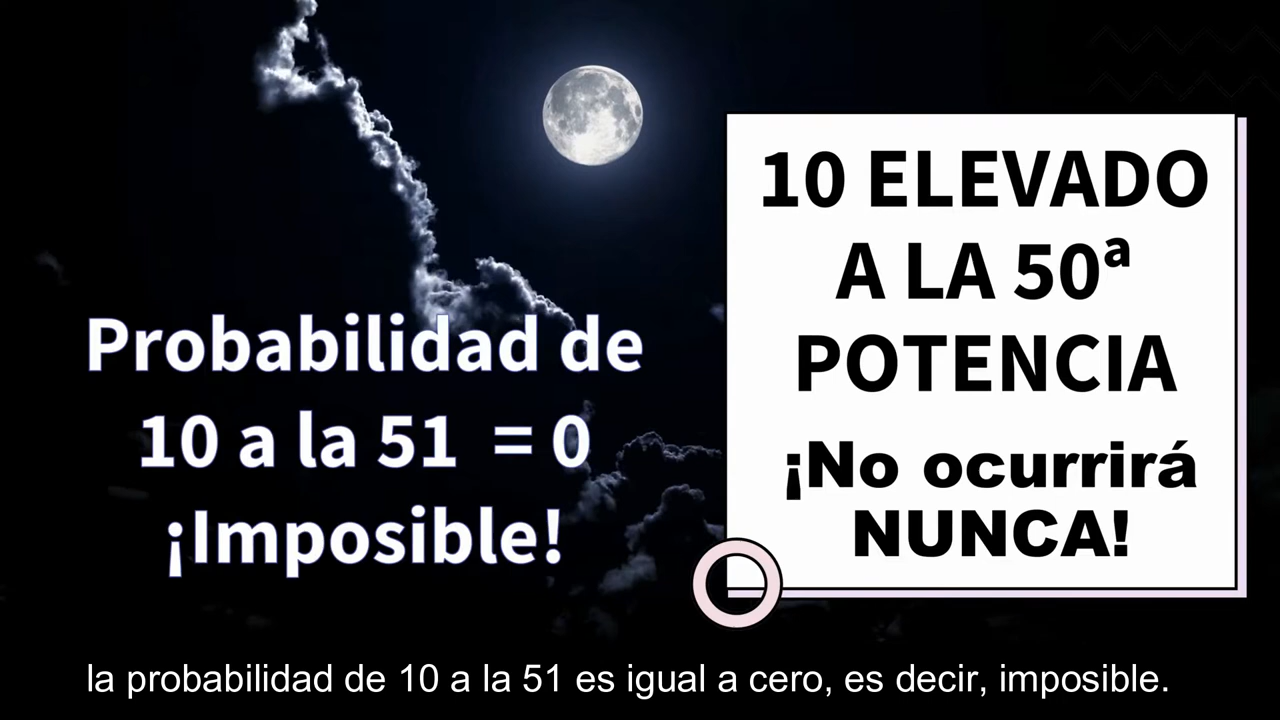 Probabilidad de
10 a la 51 = 0
¡Imposible!
10 ELEVADO
A LA 50ª
POTENCIA
¡No ocurrirá
NUNCA!
la probabilidad de 10 a la 51 es igual a cero, es decir, imposible.